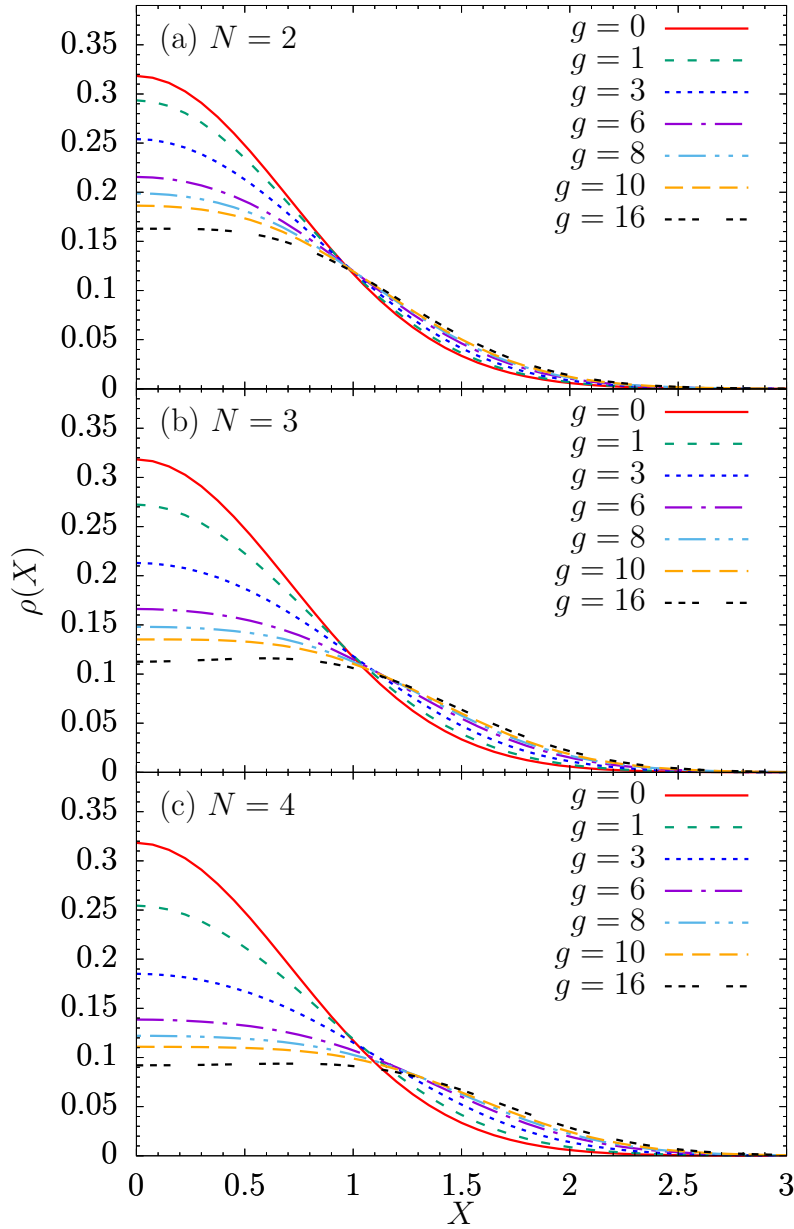 (a) N = 2
g = 0
g = 1
g = 3
g = 6
g = 8
g = 10
g = 16
0.35
0.3
0.25
0.2
0.15
0.1
0.05
0
(b) N = 3
g = 0
g = 1
g = 3
g = 6
g = 8
g = 10
g = 16
0.35
0.3
0.25
0.2
0.15
0.1
0.05
0
ρ(X)
(c) N = 4
g = 0
g = 1
g = 3
g = 6
g = 8
g = 10
g = 16
0.35
0.3
0.25
0.2
0.15
0.1
0.05
0
0 0.5 1 1.5 2 2.5 3
X